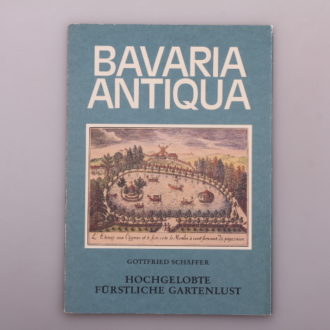 BAVARIA
ANTIQUA
GOTTFRIED SCHÄFFER
HOCHGELOBTE
FÜRSTLICHE GARTENLUST